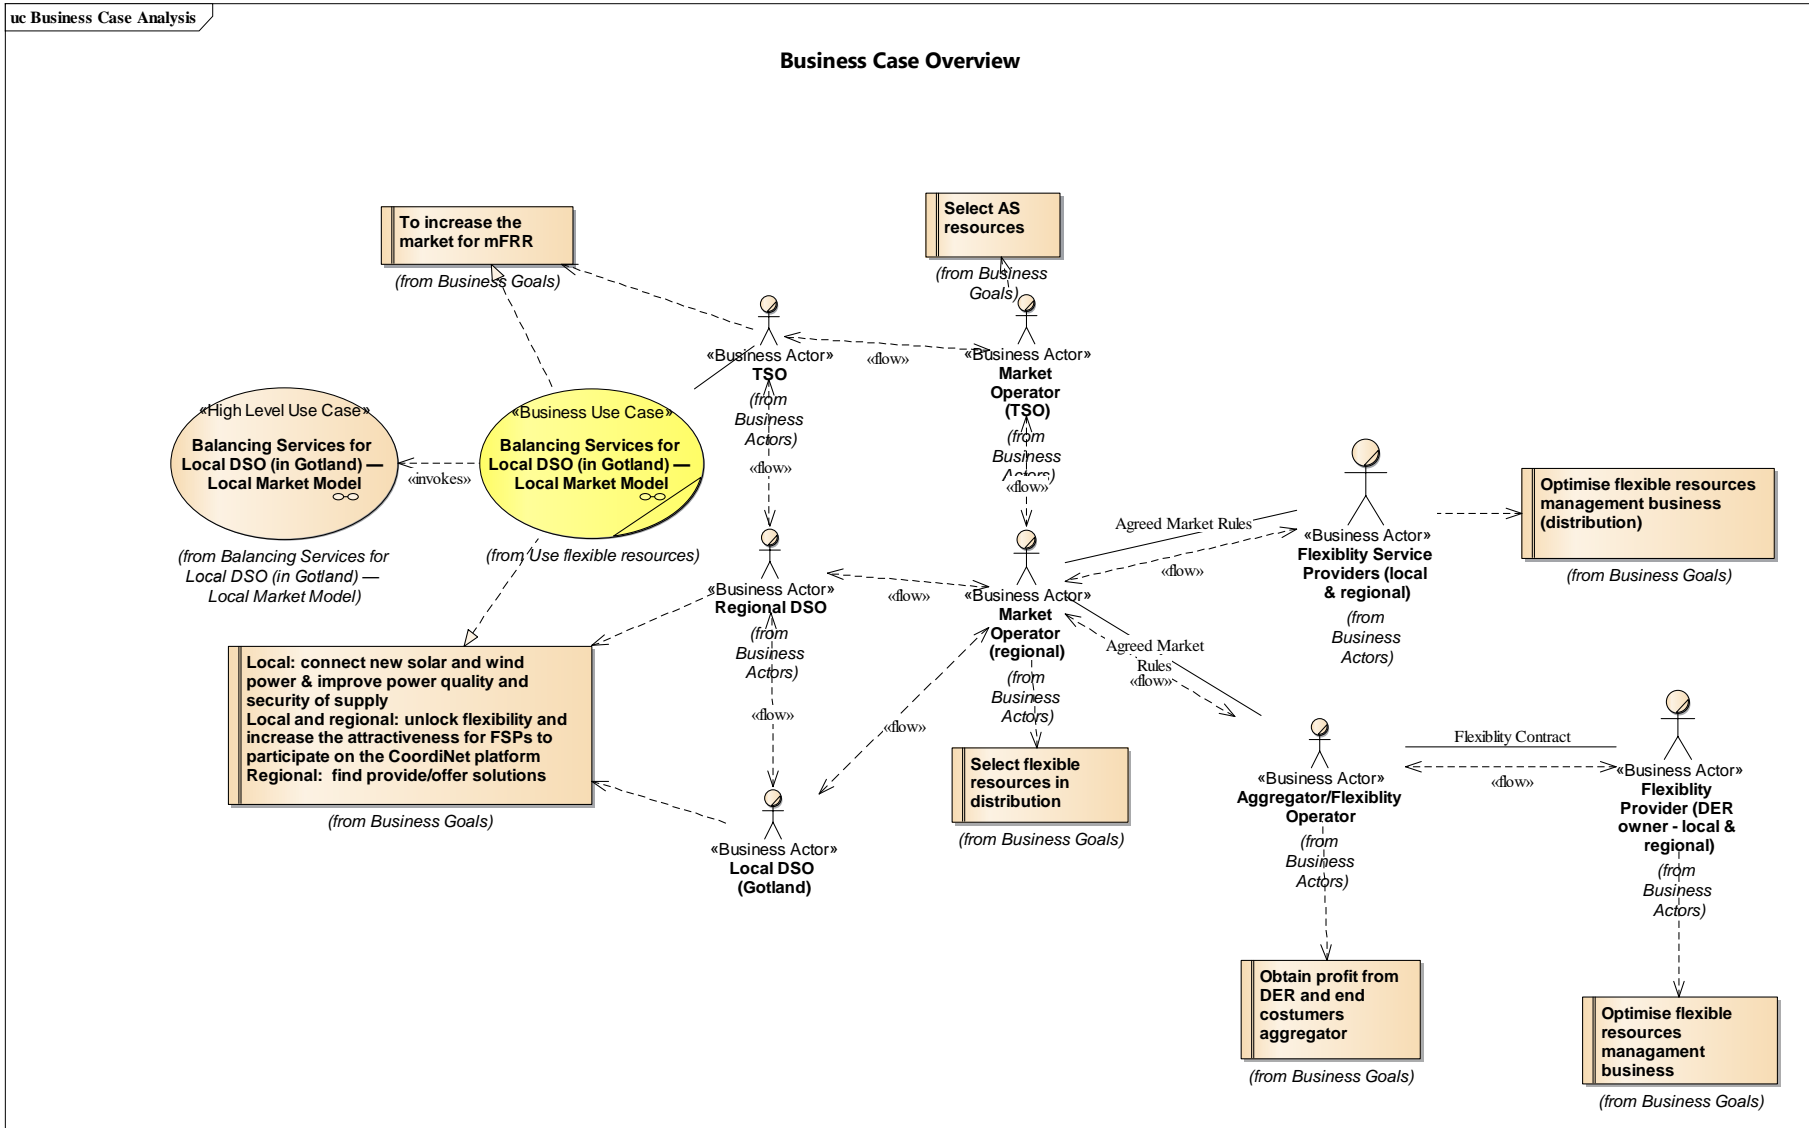 uc Business Case Analysis
Business Case Overview
To increase the
market for mFRR
(from Business Goals)
Select AS
resources
(from Business
Goals)
«Business Actor»
TSO
(from
Business
Actors)
«flow»
«Business Actor»
Market
Operator
(TSO)
(from
Business
Actors)
«flow»
«flow»
«High Level Use Case»
Balancing Services for
Local DSO (in Gotland) —
Local Market Model
(from Balancing Services for
Local DSO (in Gotland) —
Local Market Model)
«invokes»
«Business Use Case»
Balancing Services for
Local DSO (in Gotland) —
Local Market Model
(from Use flexible resources)
«Business Actor»
Regional DSO
(from
Business
Actors)
«flow»
«flow»
«Business Actor»
Market
Operator
(regional)
(from
Business
Actors)
«flow»
Agreed Market Rules
«flow»
Agreed Market
Rules
«flow»
«Business Actor»
Flexiblity Service
Providers (local
& regional)
(from
Business
Actors)
Optimise flexible resources
management business
(distribution)
(from Business Goals)
Local: connect new solar and wind
power & improve power quality and
security of supply
Local and regional: unlock flexibility and
increase the attractiveness for FSPs to
participate on the CoordiNet platform
Regional: find provide/offer solutions
(from Business Goals)
«Business Actor»
Local DSO
(Gotland)
Select flexible
resources in
distribution
(from Business Goals)
«Business Actor»
Aggregator/Flexiblity
Operator
(from
Business
Actors)
Flexiblity Contract
«flow»
«Business Actor»
Flexiblity
Provider (DER
owner - local &
regional)
(from
Business
Actors)
Obtain profit from
DER and end
costumers
aggregator
(from Business Goals)
Optimise flexible
resources
managament
business
(from Business Goals)